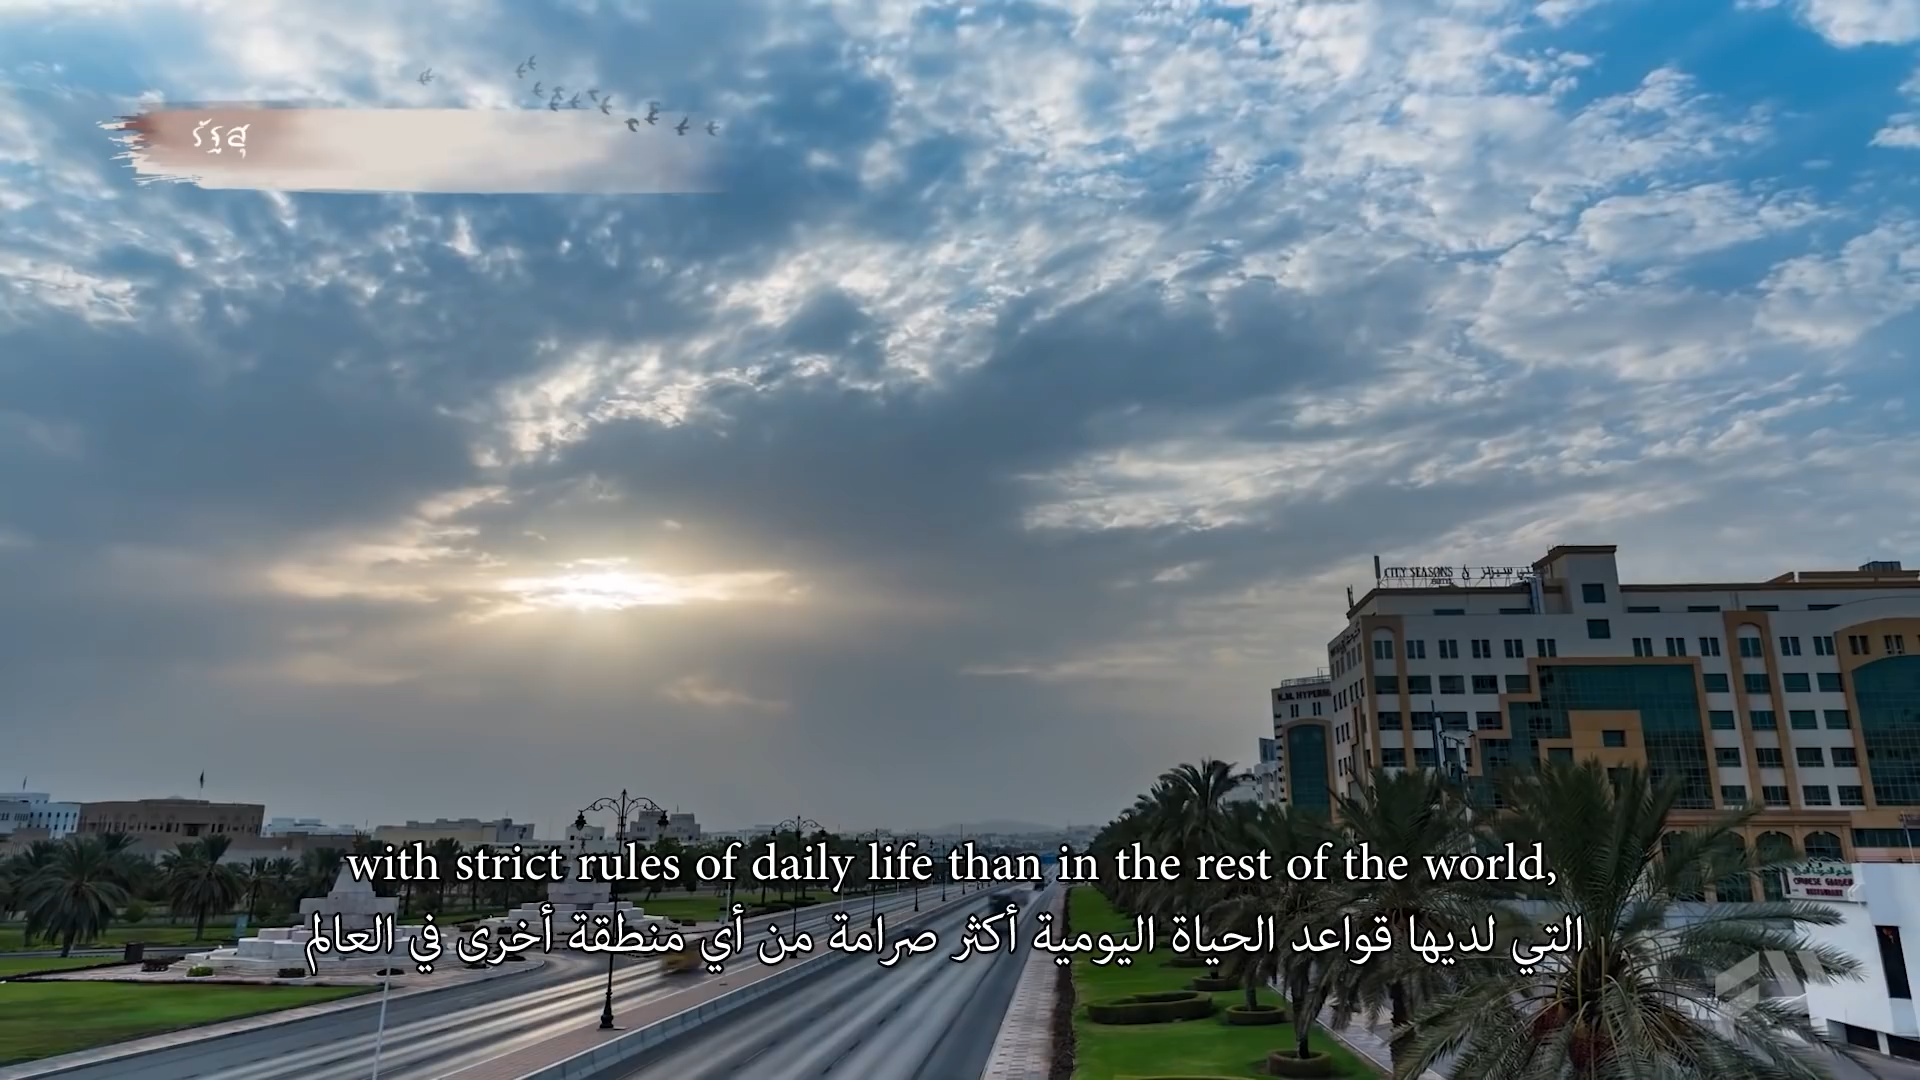 CITY SEASONS
HOTEL
with strict rules of daily life than in the rest of the world,
التي لديها قواعد الحياة اليومية أكثر صرامة من أي منطقة أخرى في العالم